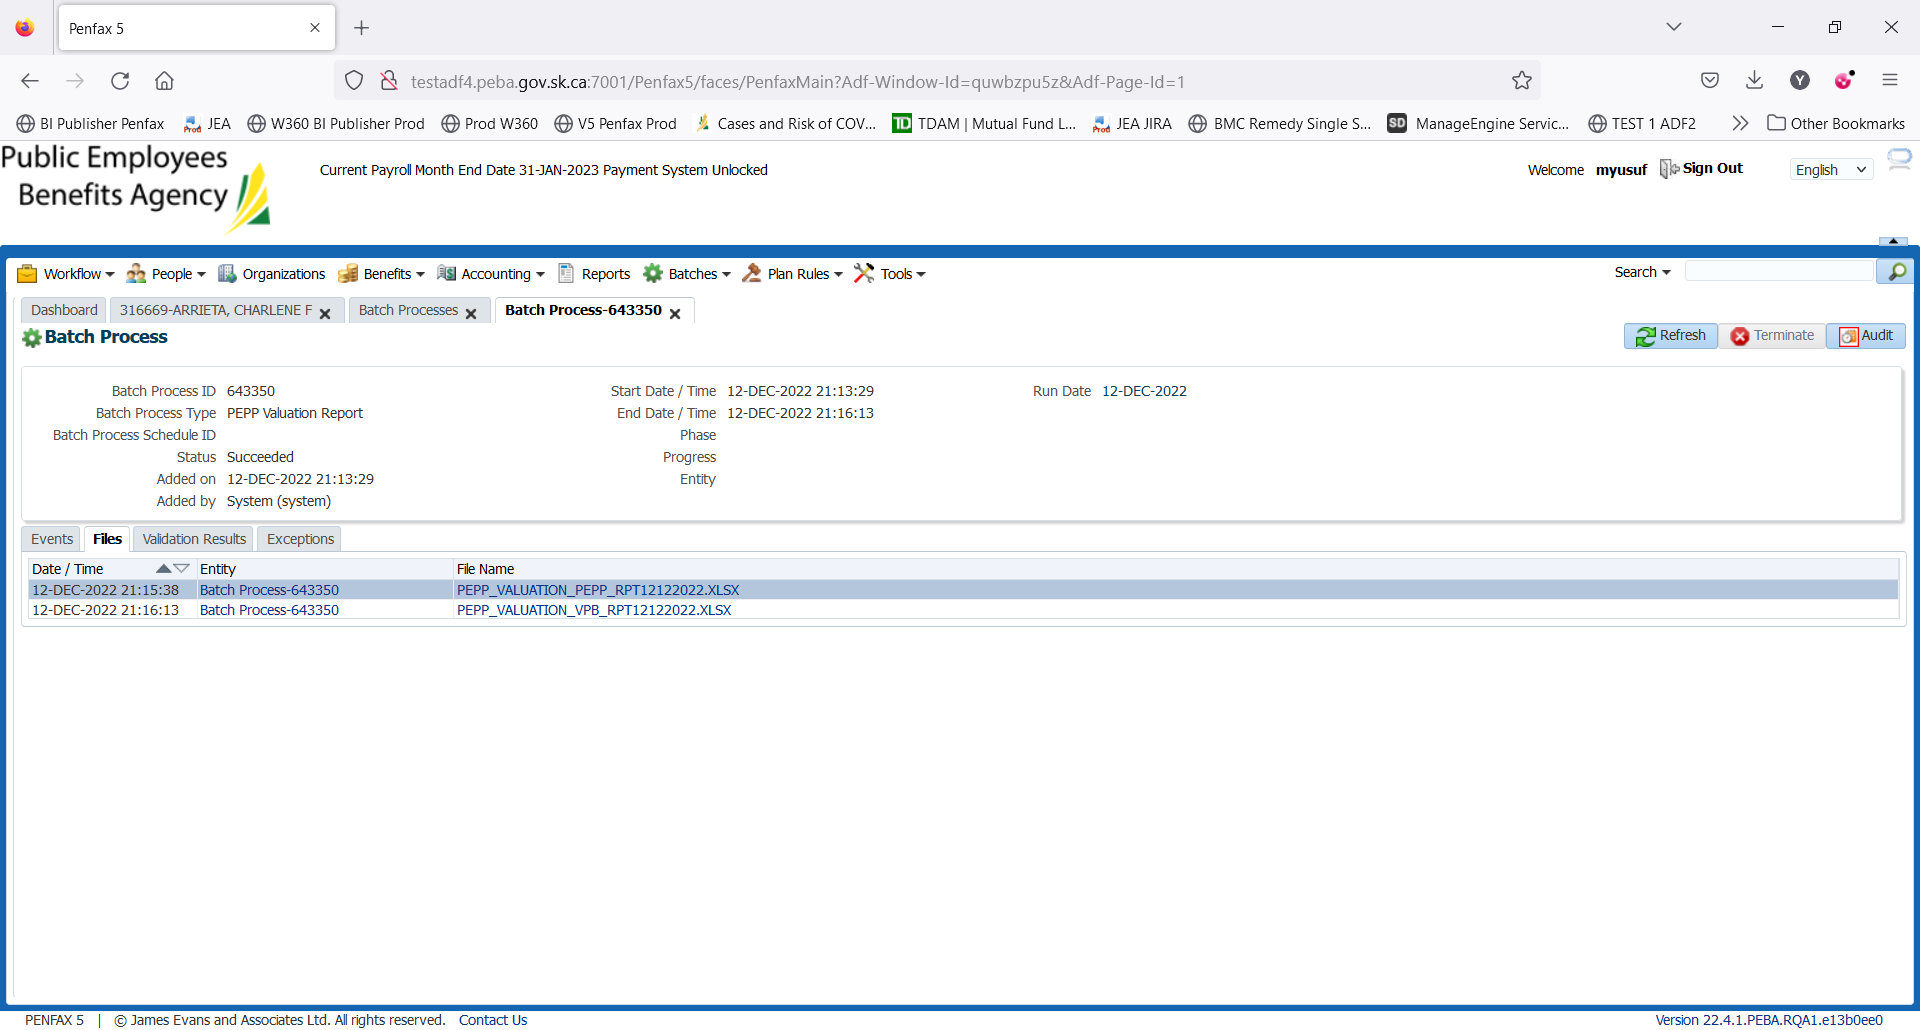 Penfax 5
testadf4.peba.gov.sk.ca:7001/Penfax5/faces/PenfaxMain?Adf-Window-Id=quwbzpu5z&Adf-Page-Id=1
Y
BI Publisher Penfax JEA W360 BI Publisher Prod Prod W360 V5 Penfax Prod Cases and Risk of COV... TD TDAM | Mutual Fund L... JEA JIRA BMC Remedy Single S... SD ManageEngine Servic... TEST 1 ADF2 Other Bookmarks
Public Employees
Benefits Agency
Current Payroll Month End Date 31-JAN-2023 Payment System Unlocked
Welcome myusuf Sign Out English
Workflow People Organizations Benefits Accounting Reports Batches Plan Rules Tools Search
Dashboard 316669-ARRIETA, CHARLENE F Batch Processes Batch Process-643350
Batch Process
Refresh Terminate Audit
Batch Process ID 643350 Start Date / Time 12-DEC-2022 21:13:29 Run Date 12-DEC-2022
Batch Process Type PEPP Valuation Report End Date / Time 12-DEC-2022 21:16:13
Batch Process Schedule ID Phase
Status Succeeded Progress
Added on 12-DEC-2022 21:13:29 Entity
Added by System (system)
Events Files Validation Results Exceptions
Date / Time Entity File Name
12-DEC-2022 21:15:38 Batch Process-643350 PEPP_VALUATION_PEPP_RPT12122022.XLSX
12-DEC-2022 21:16:13 Batch Process-643350 PEPP_VALUATION_VPB_RPT12122022.XLSX
PENFAX 5 | © James Evans and Associates Ltd. All rights reserved. Contact Us Version 22.4.1.PEBA.RQA1.e13b0ee0